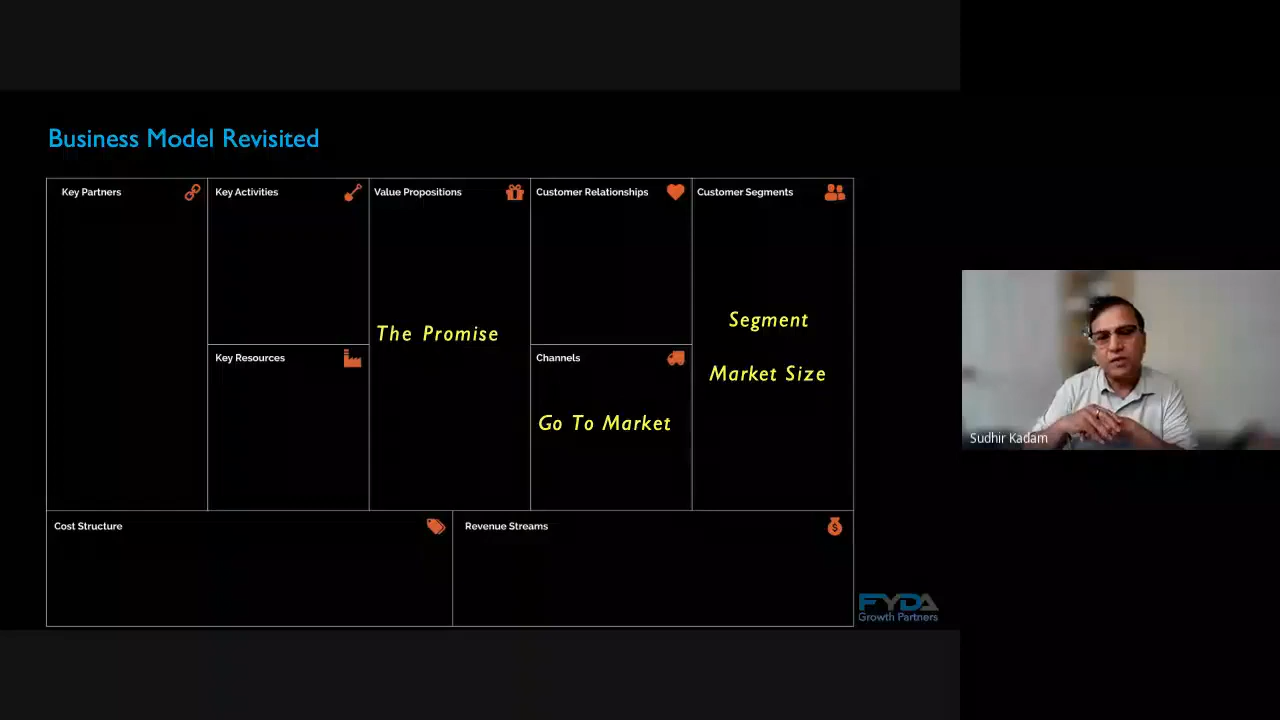 Business Model Revisited
Key Partners
Key Activities
Value Propositions
Customer Relationships
Customer Segments
The Promise
Segment
Market Size
Key Resources
Channels
Go To Market
Cost Structure
Revenue Streams
$
FYDA
Growth Partners
Sudhir Kadam